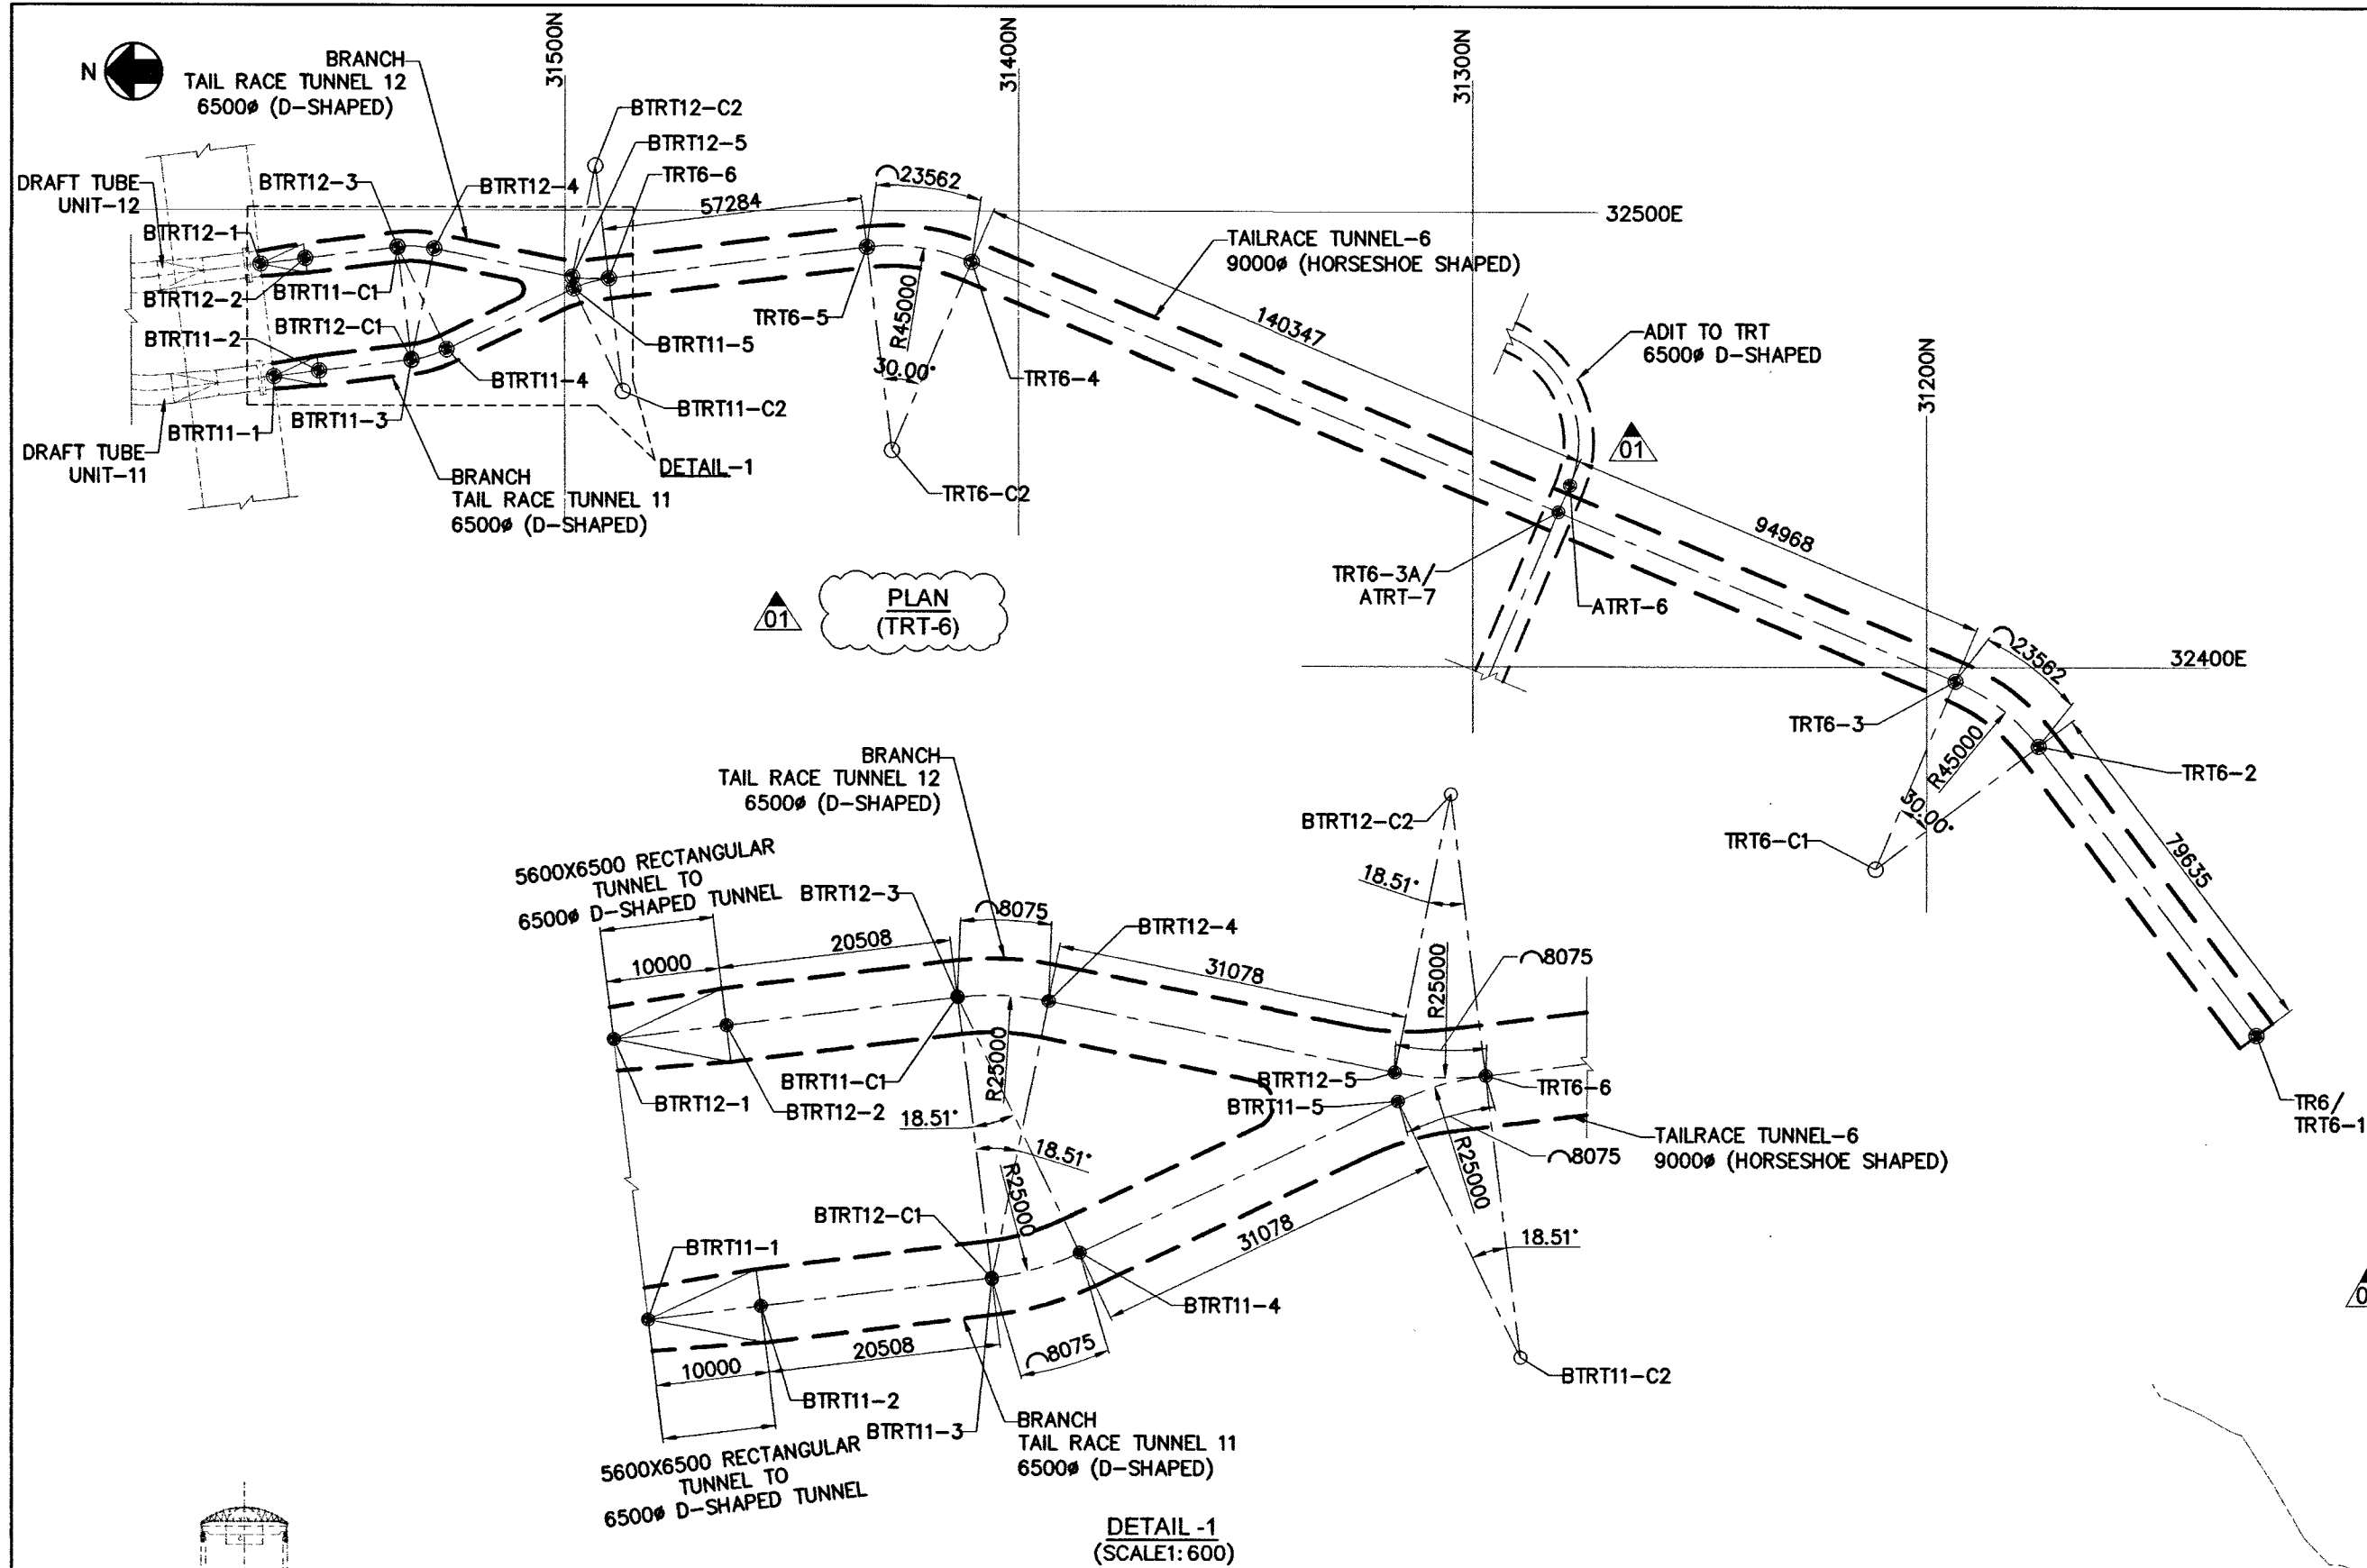 N
BRANCH
TAIL RACE TUNNEL 12
6500ø (D-SHAPED)
31500N
31400N
31300N
BTRT12-C2
BTRT12-5
TRT6-6
DRAFT TUBE
UNIT-12
BTRT12-3
BTRT12-4
57284
⌒23562
32500E
BTRT12-1
TAILRACE TUNNEL-6
9000ø (HORSESHOE SHAPED)
BTRT12-2
BTRT11-C1
BTRT12-C1
BTRT11-2
TRT6-5
R45000
140347
ADIT TO TRT
6500ø D-SHAPED
BTRT11-5
30.00°
TRT6-4
31200N
BTRT11-4
BTRT11-C2
BTRT11-1
BTRT11-3
01
DRAFT TUBE
UNIT-11
DETAIL-1
BRANCH
TAIL RACE TUNNEL 11
6500ø (D-SHAPED)
TRT6-C2
94968
TRT6-3A/
ATRT-7
ATRT-6
01
PLAN
(TRT-6)
⌒23562
32400E
TRT6-3
R45000
TRT6-2
30.00°
TRT6-C1
79635
TR6/
TRT6-1
BRANCH
TAIL RACE TUNNEL 12
6500ø (D-SHAPED)
BTRT12-C2
5600X6500 RECTANGULAR
TUNNEL TO
6500ø D-SHAPED TUNNEL
BTRT12-3
18.51°
⌒8075
BTRT12-4
20508
10000
31078
R25000
⌒8075
R25000
BTRT11-C1
BTRT12-5
TRT6-6
BTRT12-1
BTRT12-2
BTRT11-5
18.51°
18.51°
TAILRACE TUNNEL-6
9000ø (HORSESHOE SHAPED)
⌒8075
R25000
R25000
BTRT12-C1
31078
18.51°
BTRT11-1
BTRT11-4
20508
⌒8075
10000
BTRT11-C2
BTRT11-2
BTRT11-3
BRANCH
TAIL RACE TUNNEL 11
6500ø (D-SHAPED)
5600X6500 RECTANGULAR
TUNNEL TO
6500ø D-SHAPED TUNNEL
DETAIL-1
(SCALE1:600)